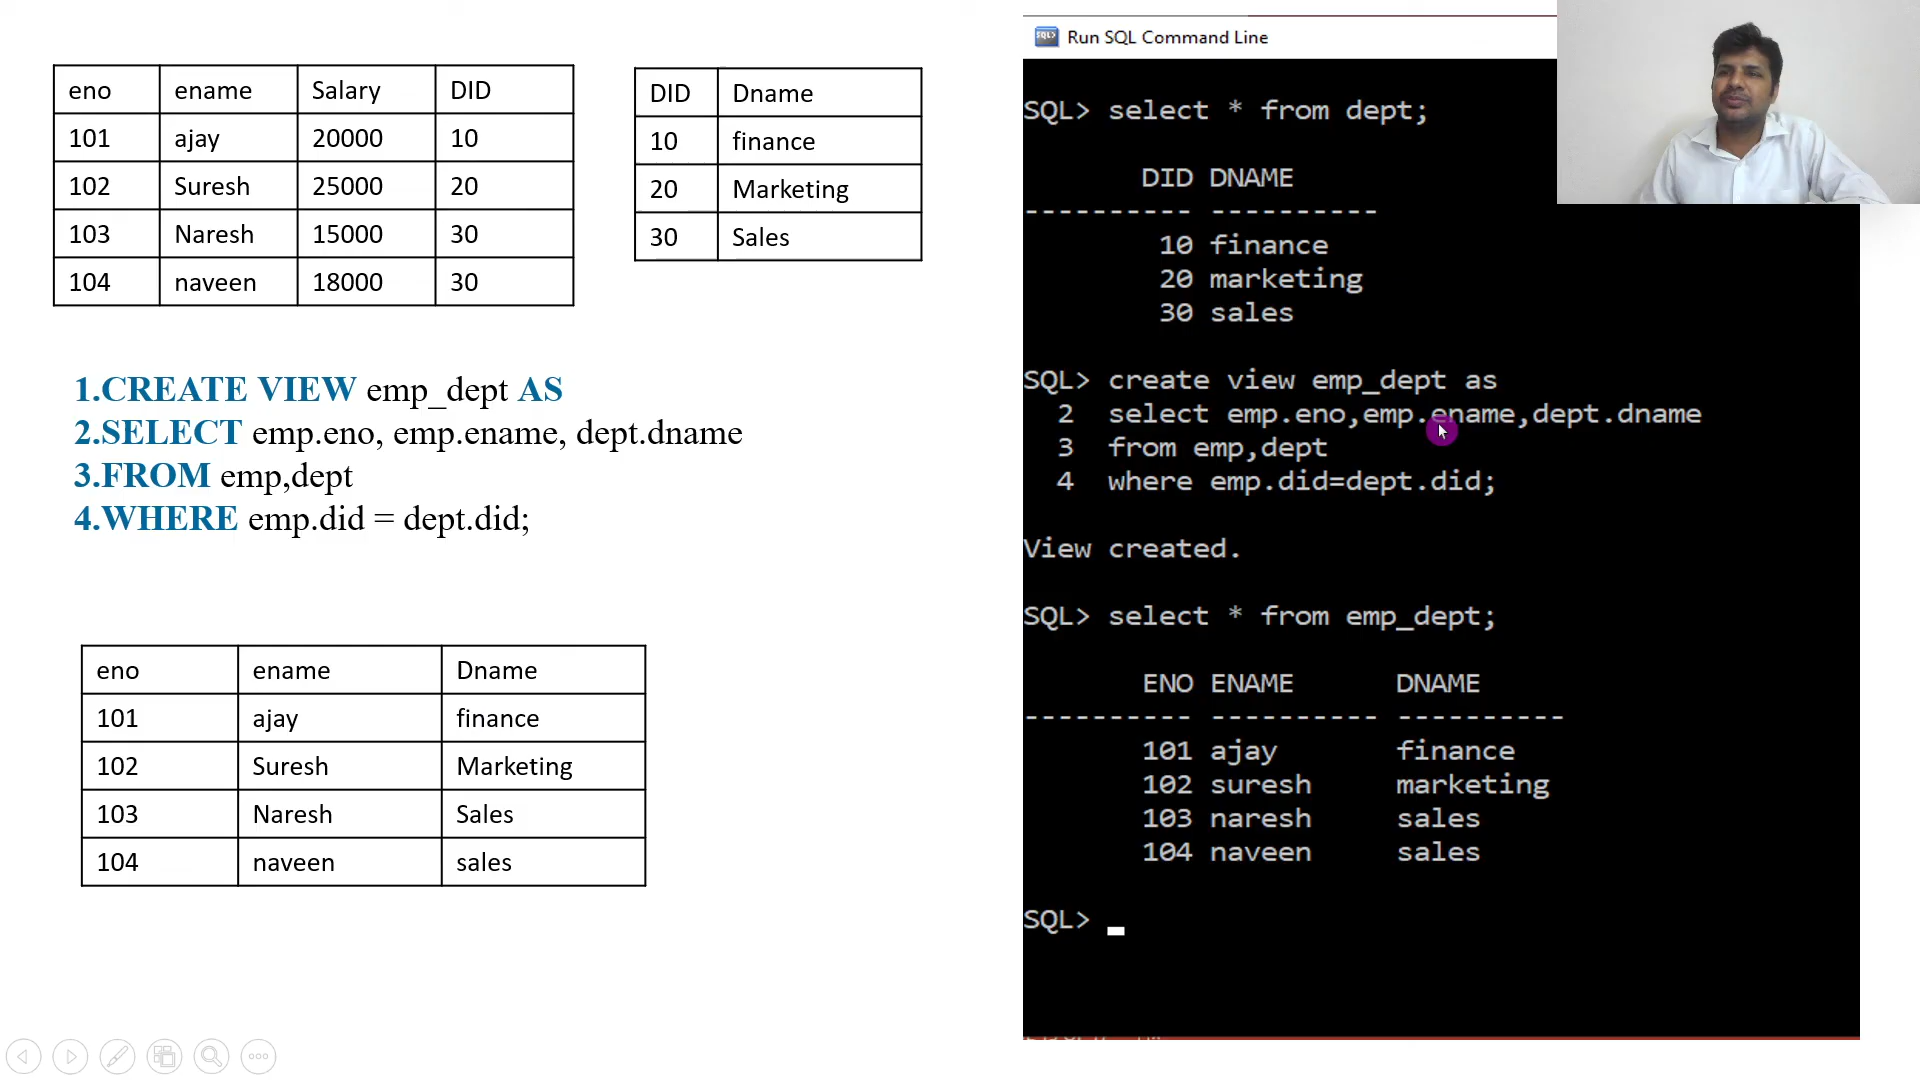 eno ename Salary DID
101 ajay 20000 10
102 Suresh 25000 20
103 Naresh 15000 30
104 naveen 18000 30
DID Dname
10 finance
20 Marketing
30 Sales
1.CREATE VIEW emp_dept AS
2.SELECT emp.eno, emp.ename, dept.dname
3.FROM emp,dept
4.WHERE emp.did = dept.did;
eno ename Dname
101 ajay finance
102 Suresh Marketing
103 Naresh Sales
104 naveen sales
SQL> Run SQL Command Line
SQL> select * from dept;
DID DNAME
---------- ----------
10 finance
20 marketing
30 sales
SQL> create view emp_dept as
2 select emp.eno,emp.ename,dept.dname
3 from emp,dept
4 where emp.did=dept.did;
View created.
SQL> select * from emp_dept;
ENO ENAME DNAME
---------- ---------- ----------
101 ajay finance
102 suresh marketing
103 naresh sales
104 naveen sales
SQL>